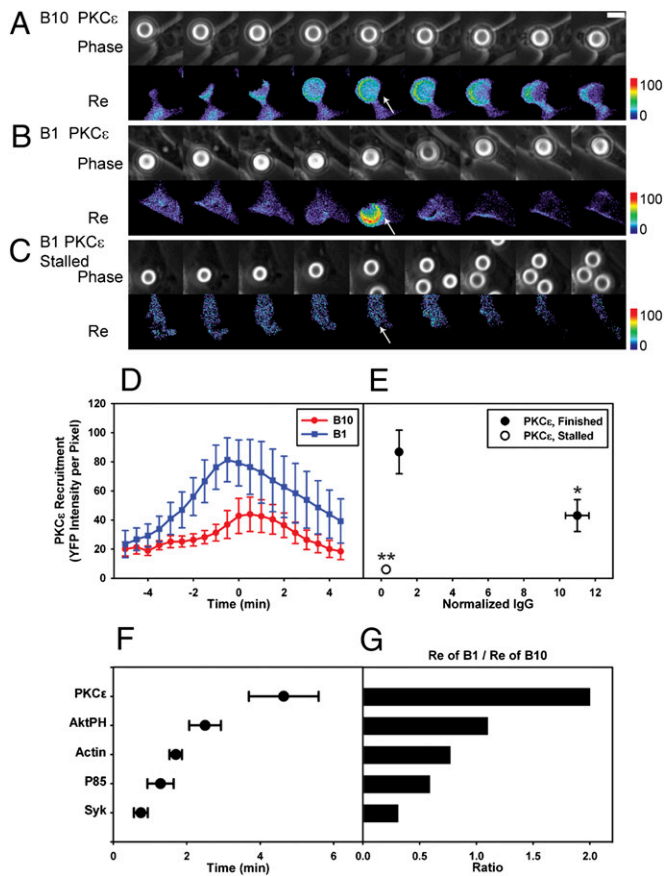 A B10 PKCε
Phase
Re
100
0
B B1 PKCε
Phase
Re
100
0
C B1 PKCε
Stalled
Phase
Re
100
0
D
PKCε Recruitment
(YFP Intensity per Pixel)
120
100
80
60
40
20
0
B10
B1
-4
-2
0
2
4
Time (min)
E
PKCε, Finished
PKCε, Stalled
*
**
0
2
4
6
8
10
12
Normalized IgG
F
PKCε
AktPH
Actin
P85
Syk
0
2
4
6
Time (min)
G
Re of B1 / Re of B10
0.0
0.5
1.0
1.5
2.0
Ratio